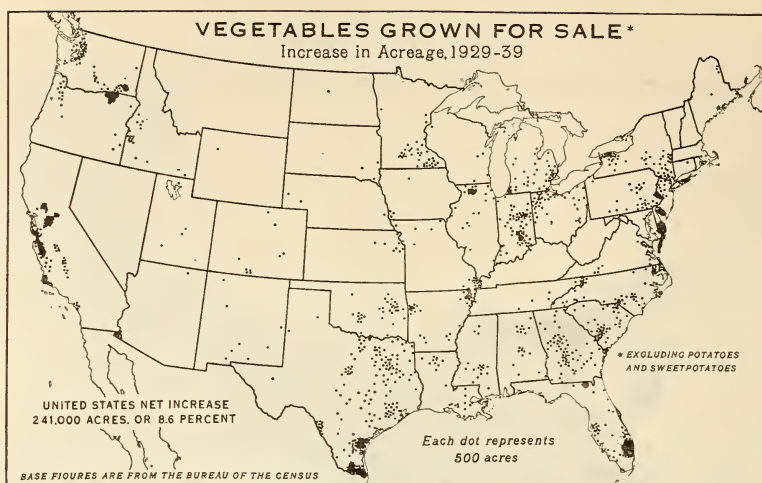 VEGETABLES GROWN FOR SALE*
Increase in Acreage, 1929-39
* EXCLUDING POTATOES
AND SWEETPOTATOES
UNITED STATES NET INCREASE
241,000 ACRES, OR 8.6 PERCENT
Each dot represents
500 acres
BASE FIGURES ARE FROM THE BUREAU OF THE CENSUS